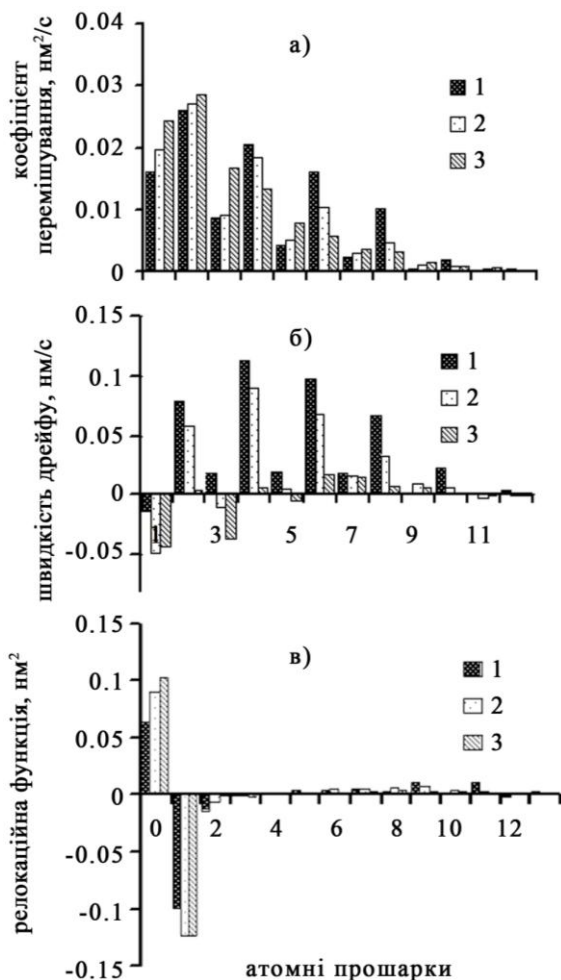 коефіцієнт
перемішування, нм²/с
0.04
0.03
0.02
0.01
0
а)
1
2
3
швидкість дрейфу, нм/с
0.15
0.1
0.05
0
-0.05
б)
1
2
3
1 3 5 7 9 11
релокаційна функція, нм²
0.15
0.1
0.05
0
-0.05
-0.1
-0.15
в)
1
2
3
0 2 4 6 8 10 12
атомні прошарки